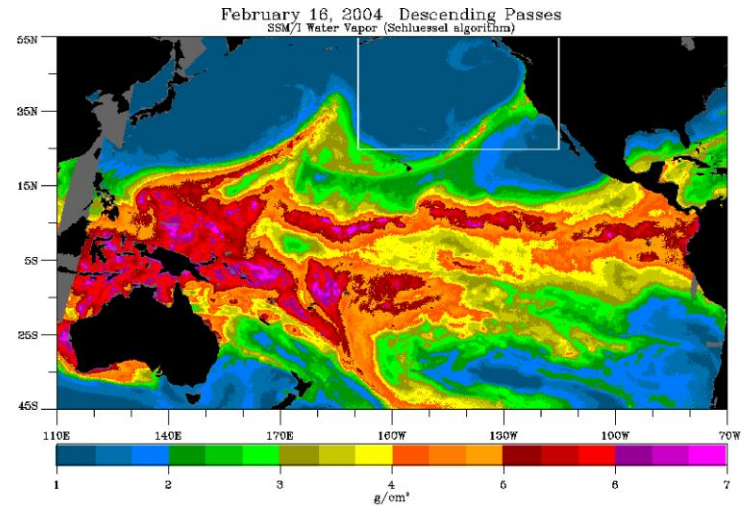 February 16, 2004 Descending Passes
SSM/I Water Vapor (Schluessel algorithm)
55N
35N
15N
5S
25S
45S
110E 140E 170E 160W 130W 100W 70W
1 2 3 4 5 6 7
g/cm²